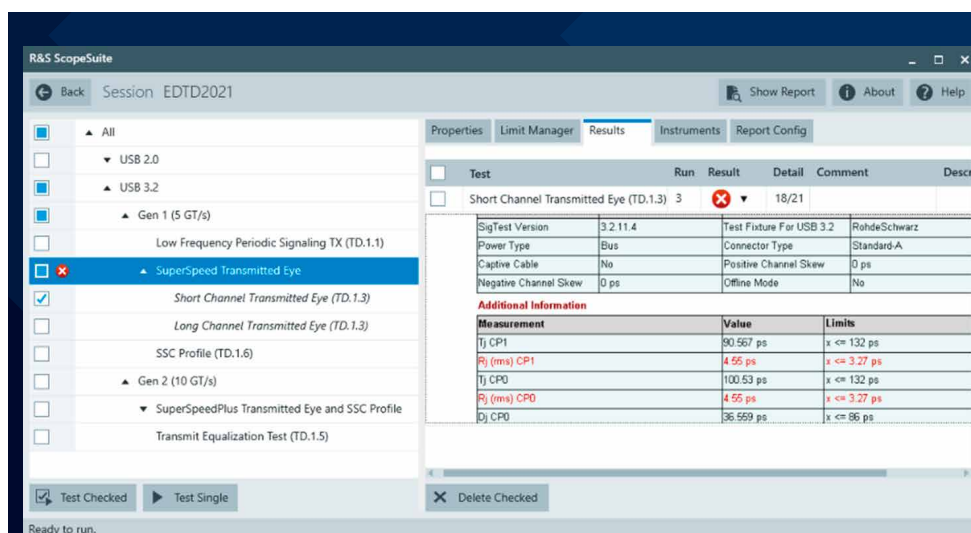 R&S ScopeSuite
Back Session EDTD2021 Show Report About Help
All
USB 2.0
USB 3.2
Gen 1 (5 GT/s)
Low Frequency Periodic Signaling TX (TD.1.1)
SuperSpeed Transmitted Eye
Short Channel Transmitted Eye (TD.1.3)
Long Channel Transmitted Eye (TD.1.3)
SSC Profile (TD.1.6)
Gen 2 (10 GT/s)
SuperSpeedPlus Transmitted Eye and SSC Profile
Transmit Equalization Test (TD.1.5)
Test Checked Test Single
Properties Limit Manager Results Instruments Report Config
Test Run Result Detail Comment Descr
Short Channel Transmitted Eye (TD.1.3) 3 18/21
SigTest Version 3.2.11.4 Test Fixture For USB 3.2 RohdeSchwarz
Power Type Bus Connector Type Standard-A
Captive Cable No Positive Channel Skew 0 ps
Negative Channel Skew 0 ps Offline Mode No
Additional Information
Measurement Value Limits
Tj CP1 90.567 ps x <= 132 ps
Rj (rms) CP1 4.55 ps x <= 3.27 ps
Tj CP0 100.53 ps x <= 132 ps
Rj (rms) CP0 4.55 ps x <= 3.27 ps
Dj CP0 36.559 ps x <= 86 ps
Delete Checked
Ready to run.